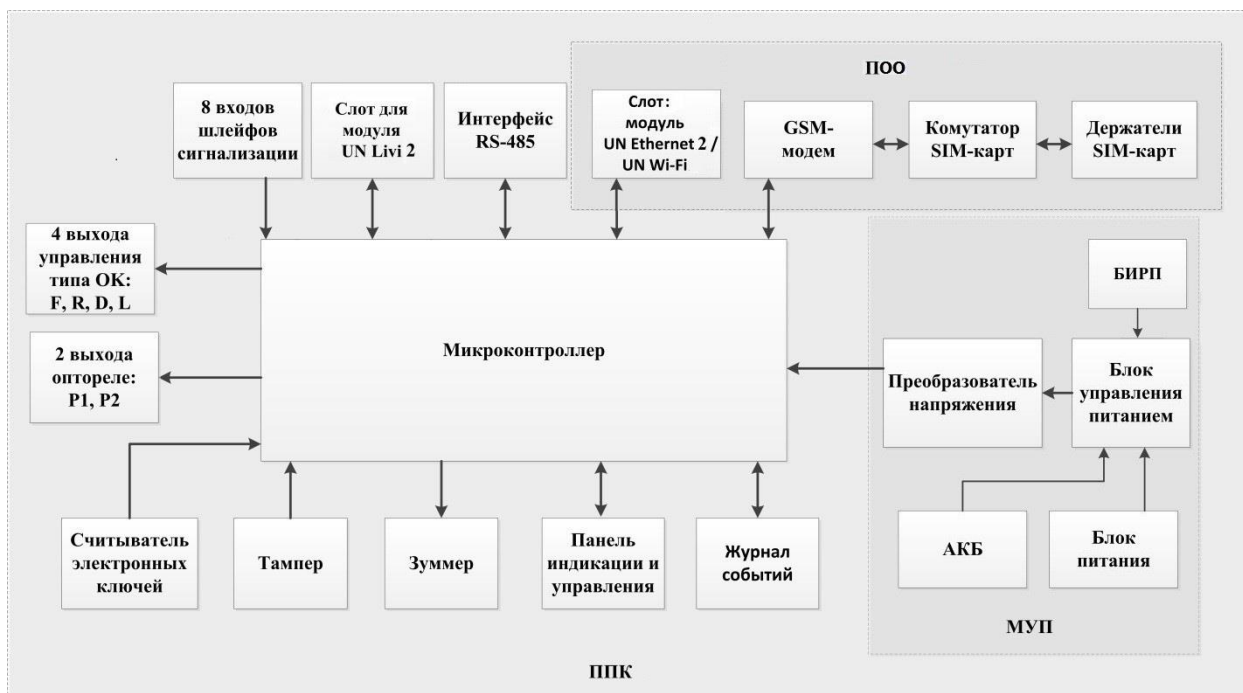 ПОО
8 входов
шлейфов
сигнализации
Слот для
модуля
UN Livi 2
Интерфейс
RS-485
Слот:
модуль
UN Ethernet 2 /
UN Wi-Fi
GSM-
модем
Комутатор
SIM-карт
Держатели
SIM-карт
4 выхода
управления
типа ОК:
F, R, D, L
БИРП
Микроконтроллер
2 выхода
оптореле:
P1, P2
Преобразователь
напряжения
Блок
управления
питанием
Считыватель
электронных
ключей
Тампер
Зуммер
Панель
индикации и
управления
Журнал
событий
АКБ
Блок
питания
МУП
ППК